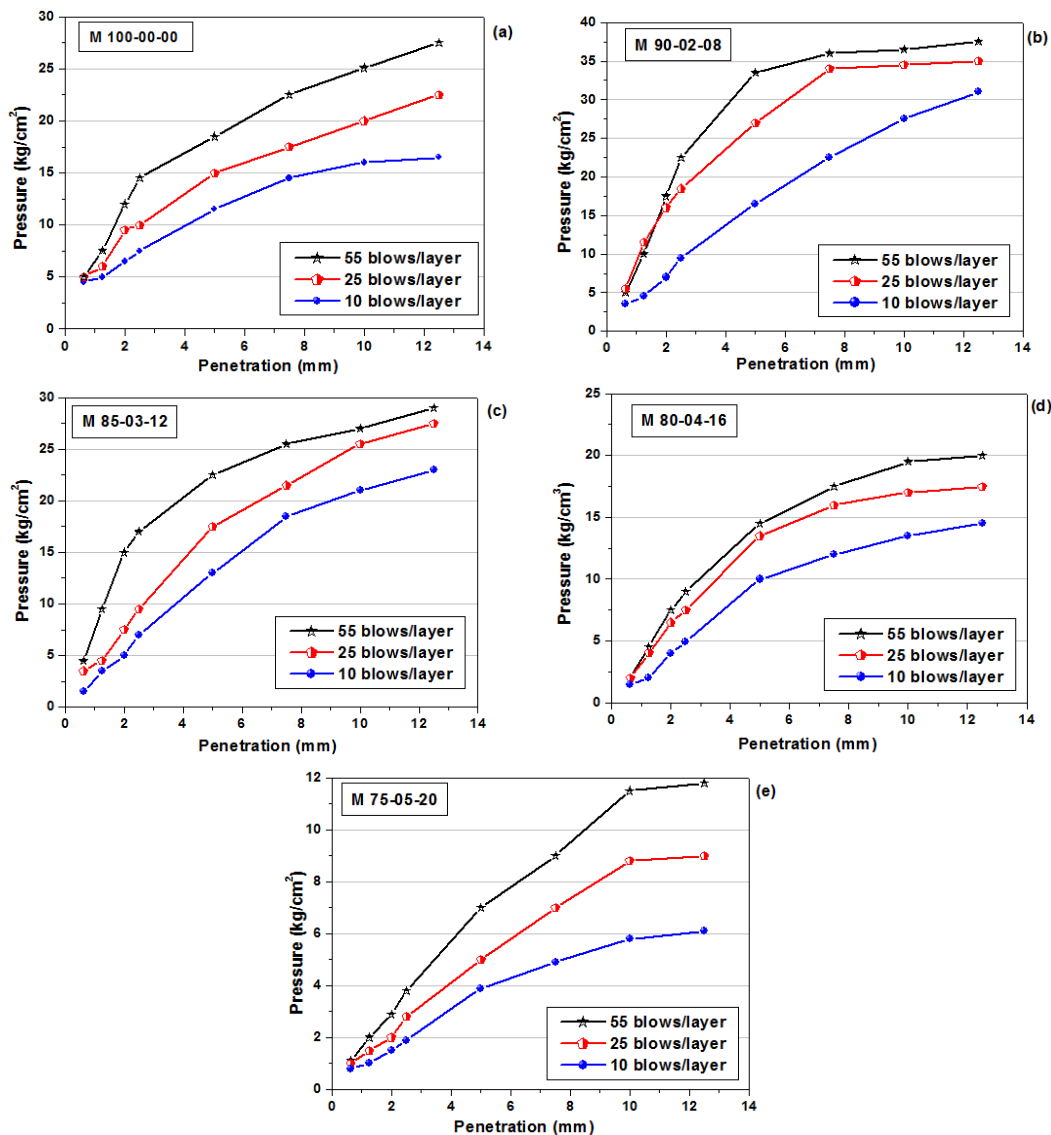 M 100-00-00
(a)
30
25
20
15
10
5
0
Pressure (kg/cm²)
55 blows/layer
25 blows/layer
10 blows/layer
0 2 4 6 8 10 12 14
Penetration (mm)
M 90-02-08
(b)
40
35
30
25
20
15
10
5
0
Pressure (kg/cm²)
55 blows/layer
25 blows/layer
10 blows/layer
0 2 4 6 8 10 12 14
Penetration (mm)
M 85-03-12
(c)
30
25
20
15
10
5
0
Pressure (kg/cm²)
55 blows/layer
25 blows/layer
10 blows/layer
0 2 4 6 8 10 12 14
Penetration (mm)
M 80-04-16
(d)
25
20
15
10
5
0
Pressure (kg/cm³)
55 blows/layer
25 blows/layer
10 blows/layer
0 2 4 6 8 10 12 14
Penetration (mm)
M 75-05-20
(e)
12
10
8
6
4
2
0
Pressure (kg/cm²)
55 blows/layer
25 blows/layer
10 blows/layer
0 2 4 6 8 10 12 14
Penetration (mm)